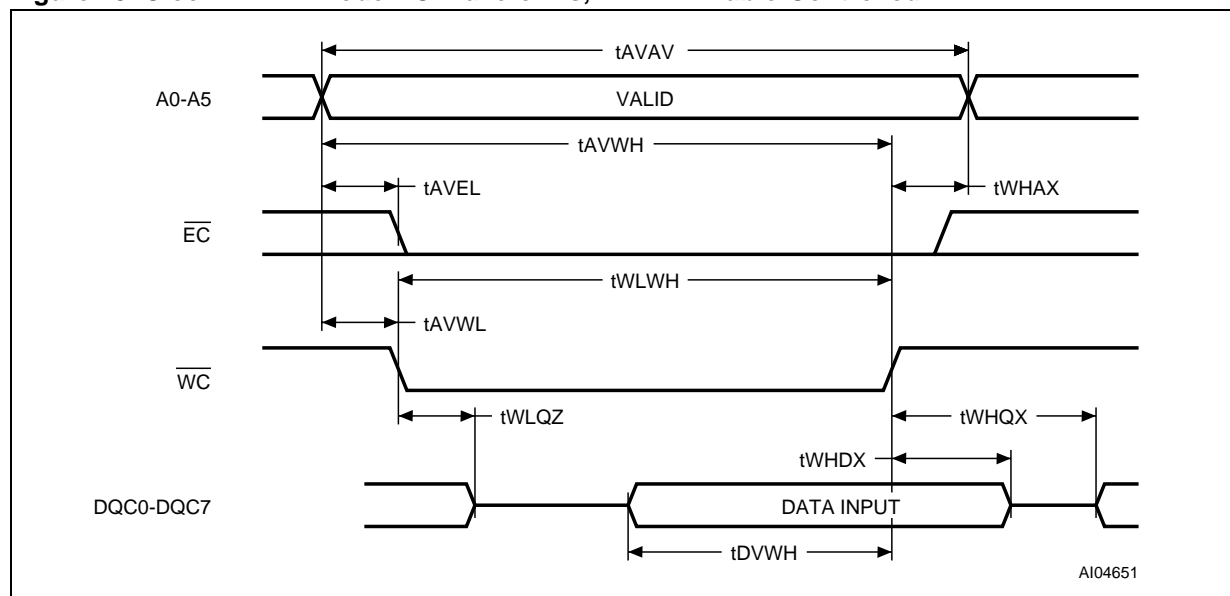 tAVAV
A0-A5
VALID
tAVWH
tAVEL
tWHAX
EC
tWLWH
tAVWL
WC
tWLQZ
tWHQX
tWHDX
DQC0-DQC7
DATA INPUT
tDVWH
AI04651